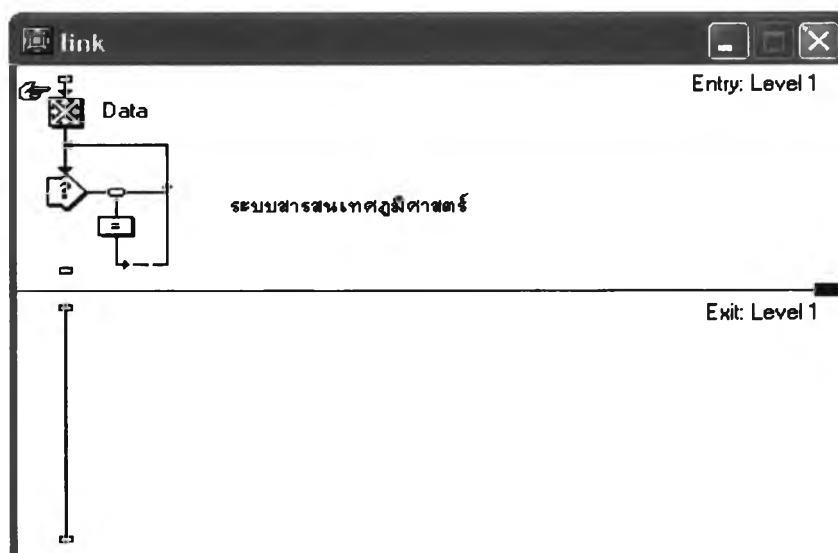 link
Entry: Level 1
Data
?
ระบบสารสนเทศภูมิศาสตร์
=
Exit: Level 1